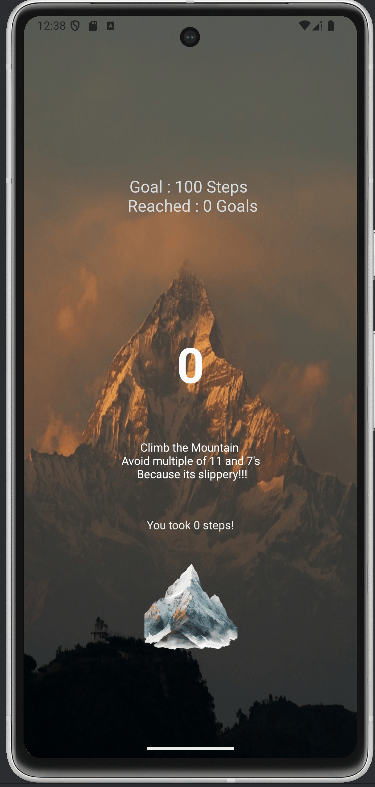 12:38
Goal : 100 Steps
Reached : 0 Goals
0
Climb the Mountain
Avoid multiple of 11 and 7's
Because its slippery!!!
You took 0 steps!